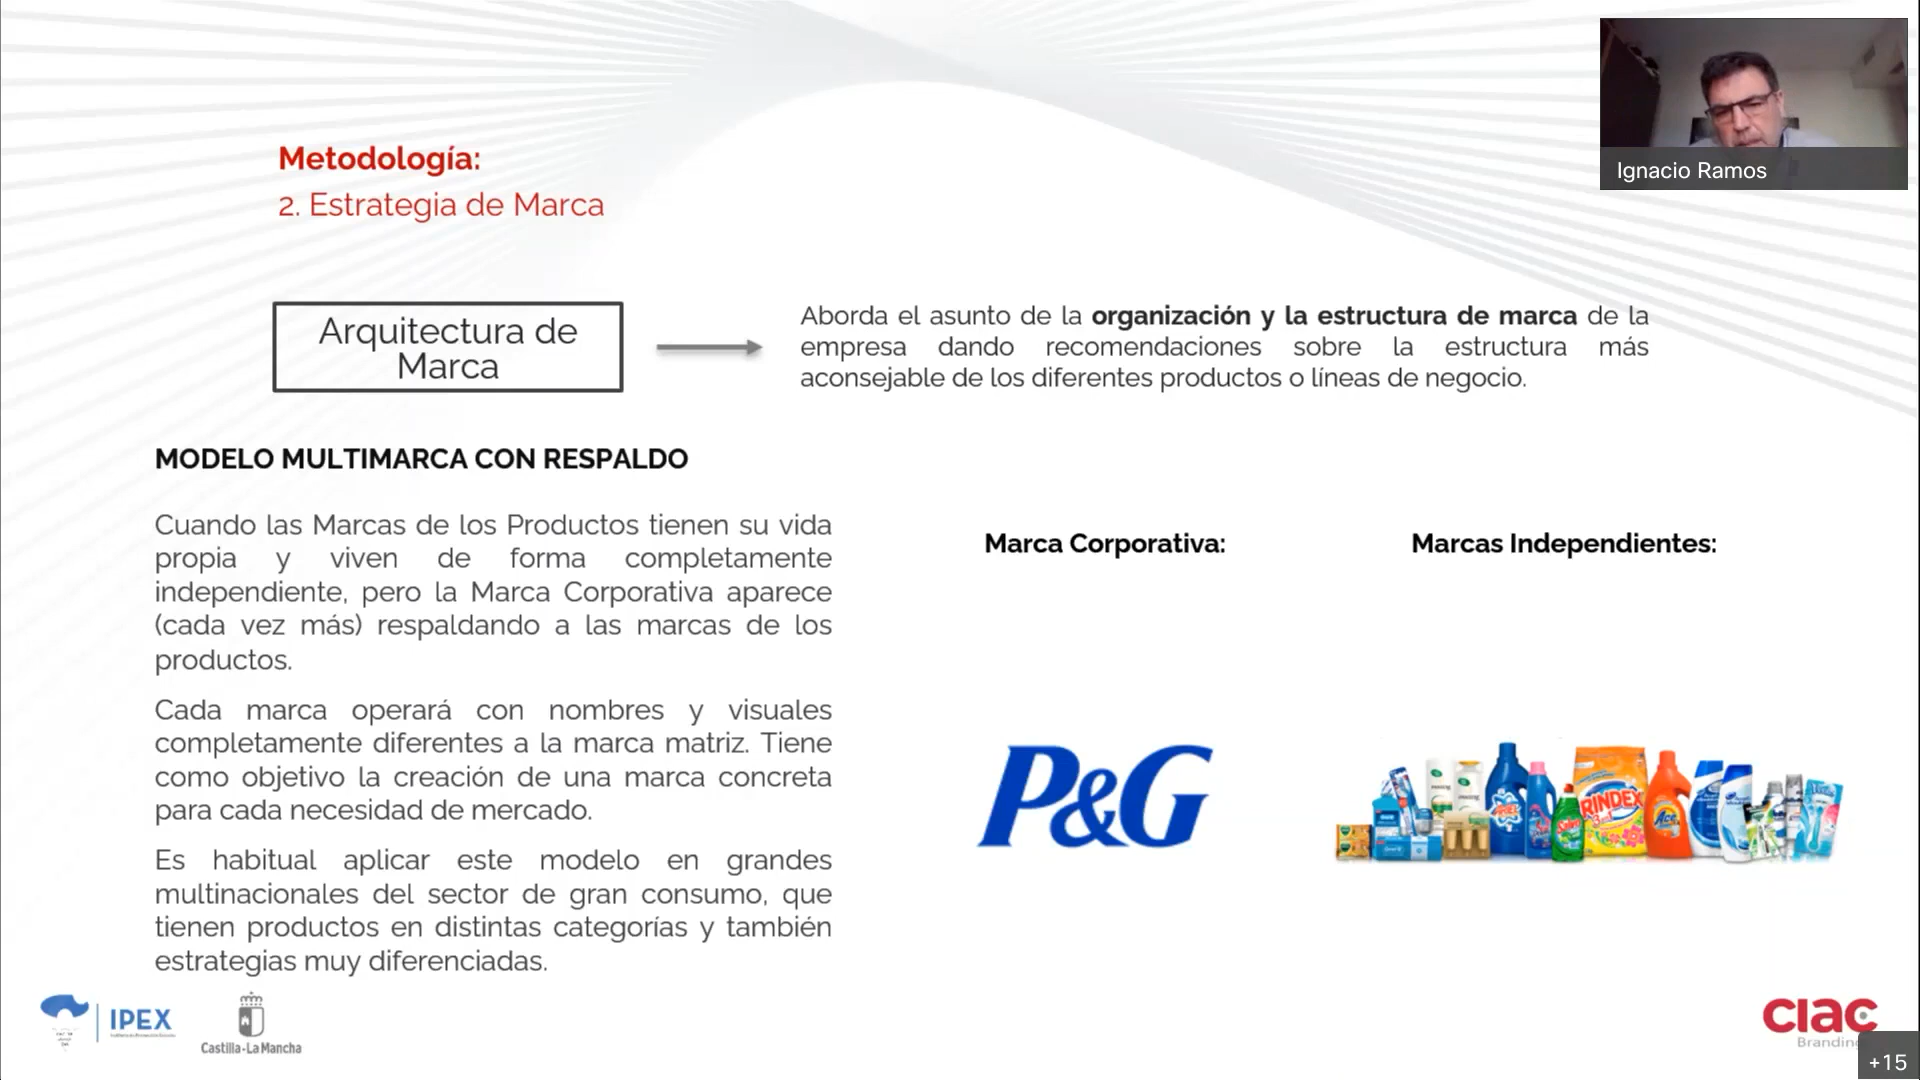 Metodología:
2. Estrategia de Marca
Ignacio Ramos
Arquitectura de
Marca
Aborda el asunto de la organización y la estructura de marca de la
empresa dando recomendaciones sobre la estructura más
aconsejable de los diferentes productos o líneas de negocio.
MODELO MULTIMARCA CON RESPALDO
Cuando las Marcas de los Productos tienen su vida
propia y viven de forma completamente
independiente, pero la Marca Corporativa aparece
(cada vez más) respaldando a las marcas de los
productos.
Cada marca operará con nombres y visuales
completamente diferentes a la marca matriz. Tiene
como objetivo la creación de una marca concreta
para cada necesidad de mercado.
Es habitual aplicar este modelo en grandes
multinacionales del sector de gran consumo, que
tienen productos en distintas categorías y también
estrategias muy diferenciadas.
Marca Corporativa:
P&G
Marcas Independientes:
ARIEL
Salvo
RINDEX
3en1
Ace
IPEX
Castilla-La Mancha
CIAC
Branding
+15